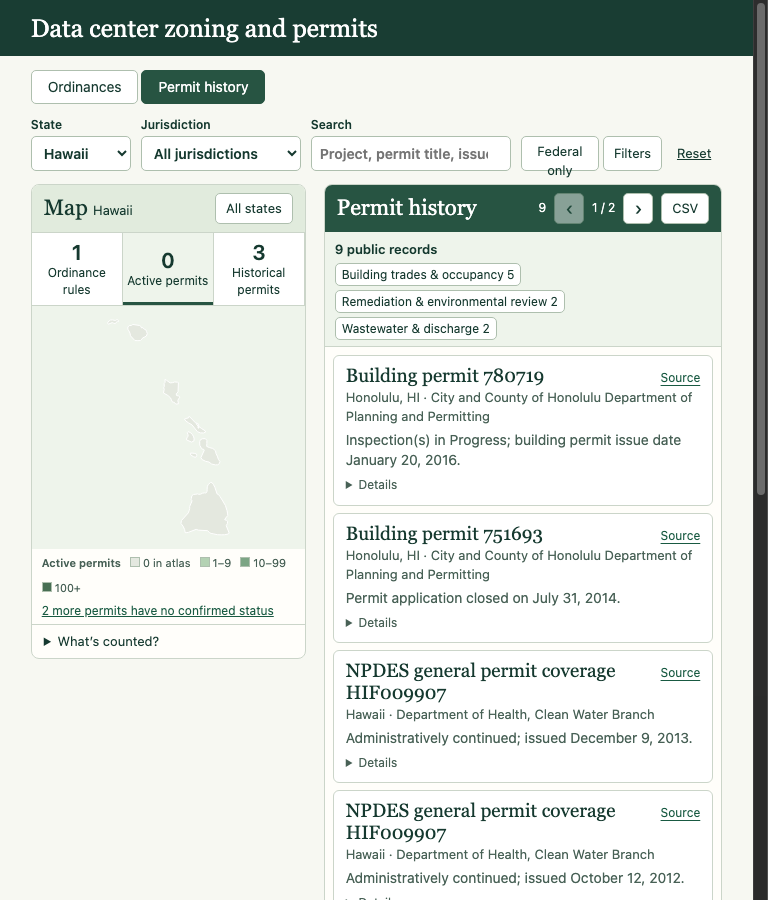 Data center zoning and permits
Ordinances
Permit history
State
Jurisdiction
Search
Hawaii
All jurisdictions
Project, permit title, issue
Federal
only
Filters
Reset
Map Hawaii
All states
1
Ordinance
rules
0
Active permits
3
Historical
permits
Active permits 0 in atlas 1–9 10–99
100+
2 more permits have no confirmed status
▶ What's counted?
Permit history
9 ‹ 1 / 2 ›
CSV
9 public records
Building trades & occupancy 5
Remediation & environmental review 2
Wastewater & discharge 2
Building permit 780719
Source
Honolulu, HI · City and County of Honolulu Department of
Planning and Permitting
Inspection(s) in Progress; building permit issue date
January 20, 2016.
▶ Details
Building permit 751693
Source
Honolulu, HI · City and County of Honolulu Department of
Planning and Permitting
Permit application closed on July 31, 2014.
▶ Details
NPDES general permit coverage
HIF009907
Source
Hawaii · Department of Health, Clean Water Branch
Administratively continued; issued December 9, 2013.
▶ Details
NPDES general permit coverage
HIF009907
Source
Hawaii · Department of Health, Clean Water Branch
Administratively continued; issued October 12, 2012.